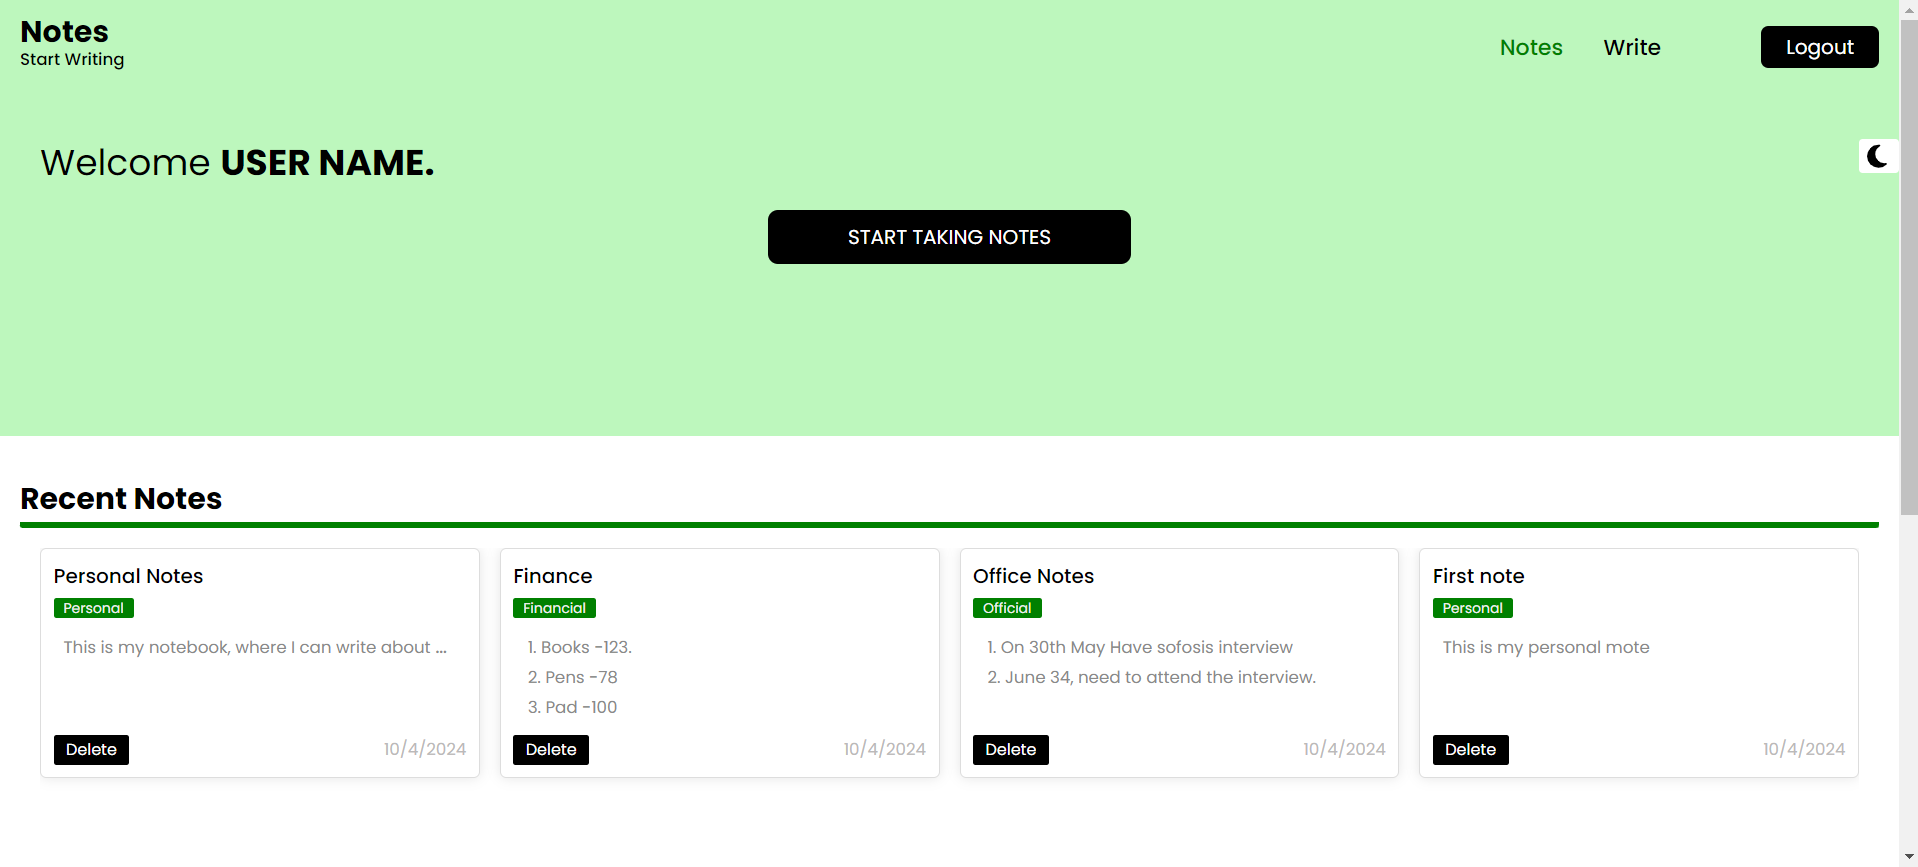 Notes
Start Writing
Notes
Write
Logout
Welcome USER NAME.
START TAKING NOTES
Recent Notes
Personal Notes
Personal
This is my notebook, where I can write about ...
Delete
10/4/2024
Finance
Financial
1. Books -123.
2. Pens -78
3. Pad -100
Delete
10/4/2024
Office Notes
Official
1. On 30th May Have sofosis interview
2. June 34, need to attend the interview.
Delete
10/4/2024
First note
Personal
This is my personal mote
Delete
10/4/2024